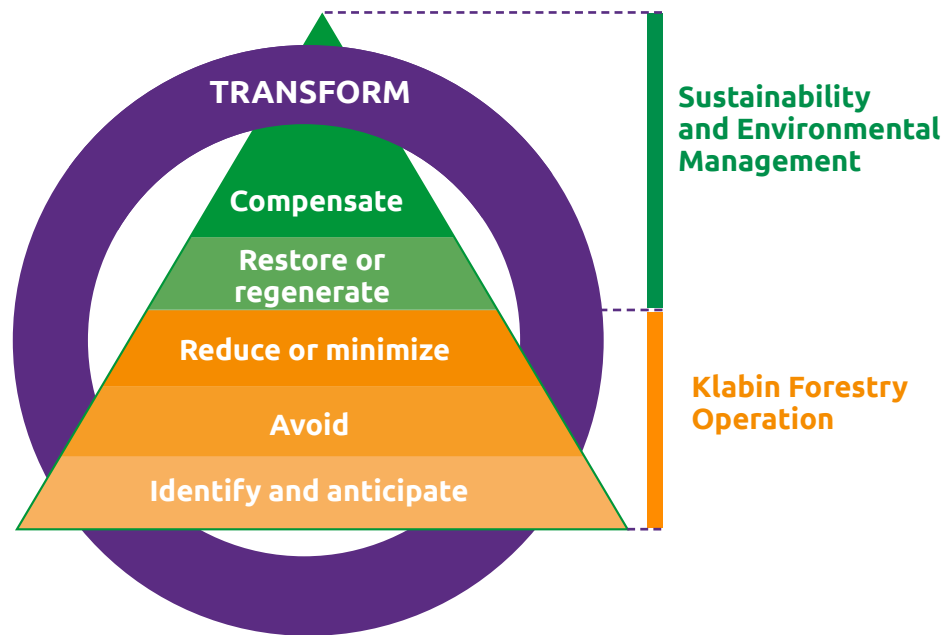 TRANSFORM
Compensate
Restore or
regenerate
Reduce or minimize
Avoid
Identify and anticipate
Sustainability
and Environmental
Management
Klabin Forestry
Operation